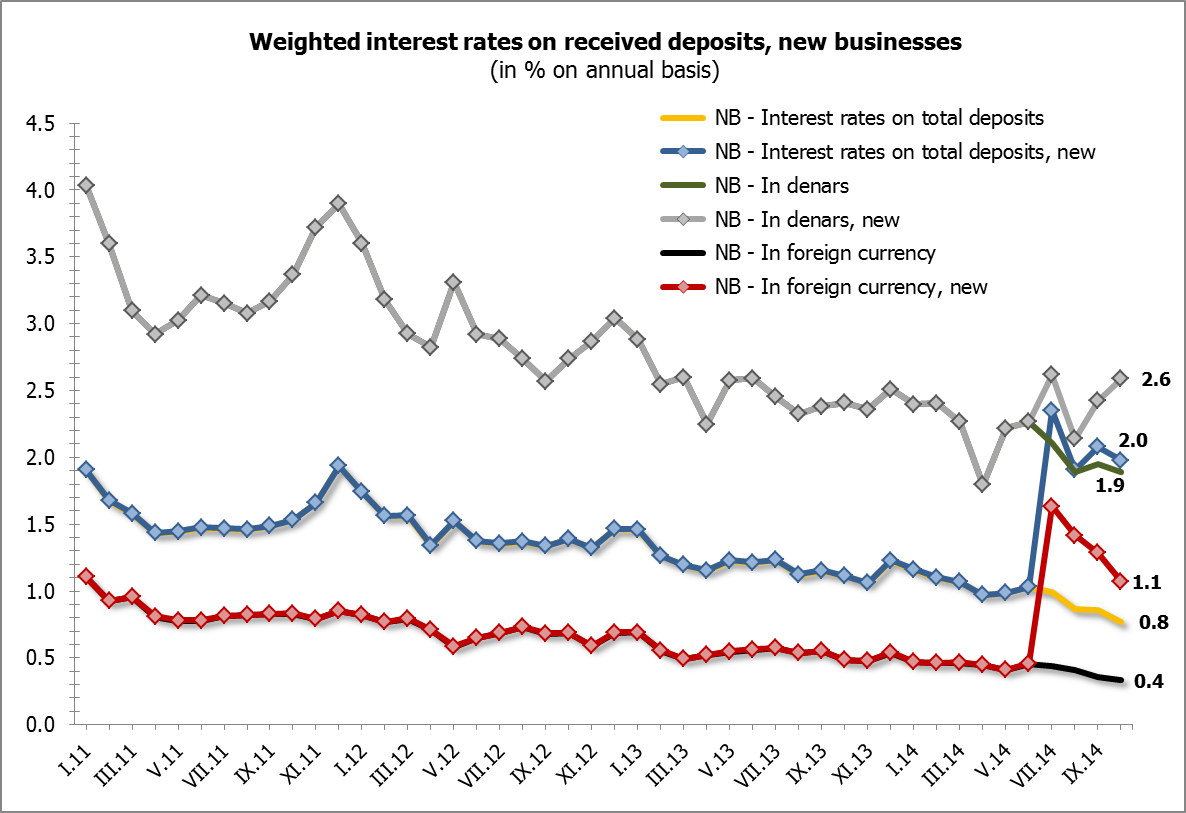 Weighted interest rates on received deposits, new businesses
(in % on annual basis)
NB - Interest rates on total deposits
NB - Interest rates on total deposits, new
NB - In denars
NB - In denars, new
NB - In foreign currency
NB - In foreign currency, new
4.5
4.0
3.5
3.0
2.5
2.0
1.5
1.0
0.5
0.0
2.6
2.0
1.9
1.1
0.8
0.4
I.11
III.11
V.11
VII.11
IX.11
XI.11
I.12
III.12
V.12
VII.12
IX.12
XI.12
I.13
III.13
V.13
VII.13
IX.13
XI.13
I.14
III.14
V.14
VII.14
IX.14